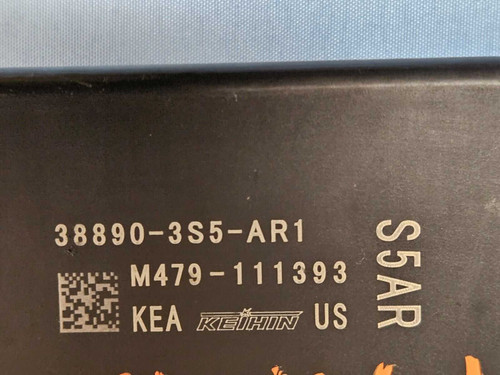 38890-3S5-AR1
M479-111393
KEA KEIHIN US
S5AR